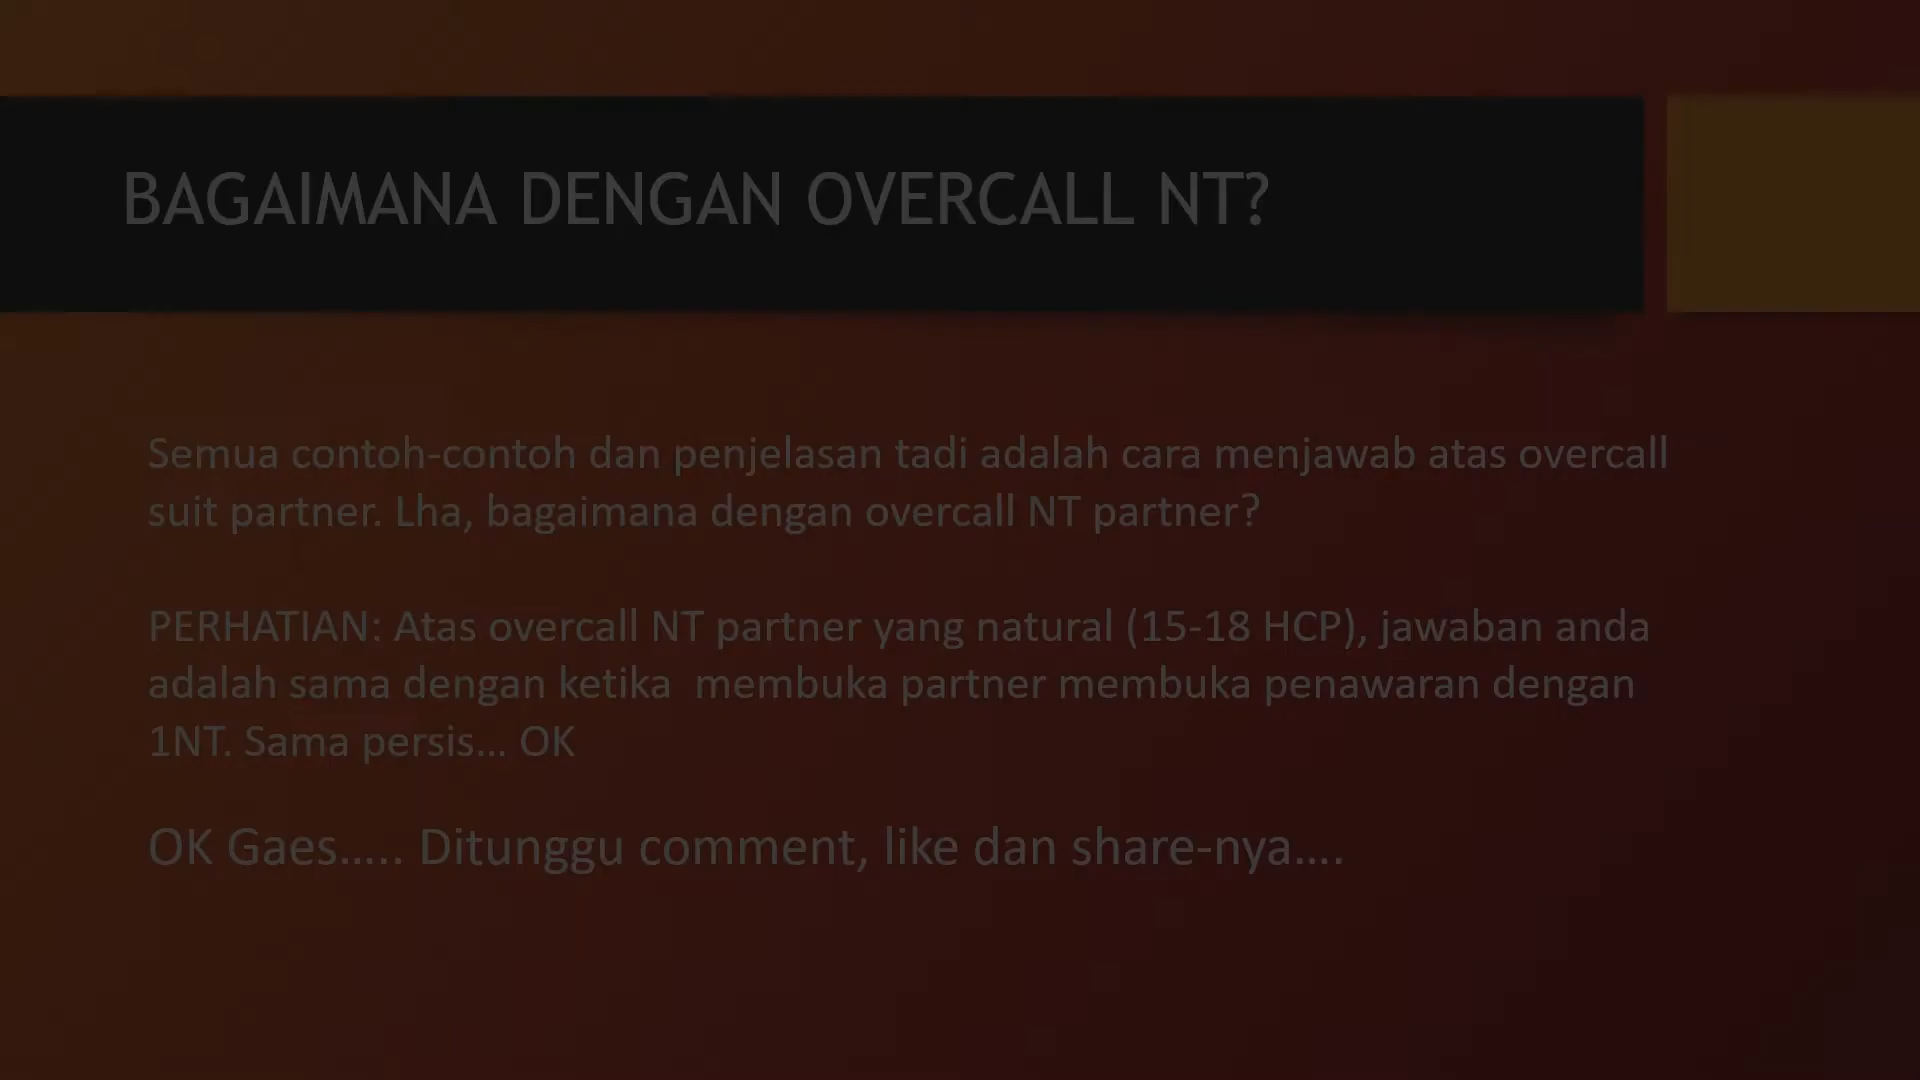 BAGAIMANA DENGAN OVERCALL NT?
Semua contoh-contoh dan penjelasan tadi adalah cara menjawab atas overcall
suit partner. Lha, bagaimana dengan overcall NT partner?
PERHATIAN: Atas overcall NT partner yang natural (15-18 HCP), jawaban anda
adalah sama dengan ketika  membuka partner membuka penawaran dengan
1NT. Sama persis... OK
OK Gaes..... Ditunggu comment, like dan share-nya....